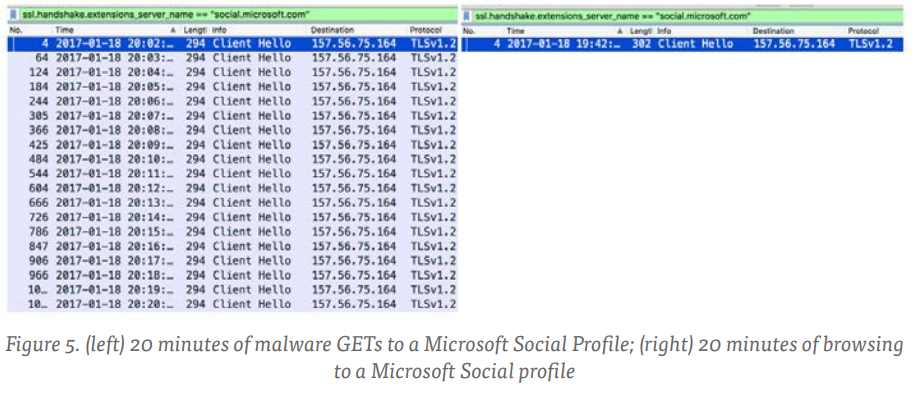 ssl.handshake.extensions_server_name == "social.microsoft.com"
No. Time Lengtl Info Destination Protocol
4 2017-01-18 20:02:… 294 Client Hello 157.56.75.164 TLSv1.2
64 2017-01-18 20:03:… 294 Client Hello 157.56.75.164 TLSv1.2
124 2017-01-18 20:04:… 294 Client Hello 157.56.75.164 TLSv1.2
184 2017-01-18 20:05:… 294 Client Hello 157.56.75.164 TLSv1.2
244 2017-01-18 20:06:… 294 Client Hello 157.56.75.164 TLSv1.2
305 2017-01-18 20:07:… 294 Client Hello 157.56.75.164 TLSv1.2
366 2017-01-18 20:08:… 294 Client Hello 157.56.75.164 TLSv1.2
425 2017-01-18 20:09:… 294 Client Hello 157.56.75.164 TLSv1.2
484 2017-01-18 20:10:… 294 Client Hello 157.56.75.164 TLSv1.2
544 2017-01-18 20:11:… 294 Client Hello 157.56.75.164 TLSv1.2
604 2017-01-18 20:12:… 294 Client Hello 157.56.75.164 TLSv1.2
666 2017-01-18 20:13:… 294 Client Hello 157.56.75.164 TLSv1.2
726 2017-01-18 20:14:… 294 Client Hello 157.56.75.164 TLSv1.2
786 2017-01-18 20:15:… 294 Client Hello 157.56.75.164 TLSv1.2
847 2017-01-18 20:16:… 294 Client Hello 157.56.75.164 TLSv1.2
906 2017-01-18 20:17:… 294 Client Hello 157.56.75.164 TLSv1.2
966 2017-01-18 20:18:… 294 Client Hello 157.56.75.164 TLSv1.2
10… 2017-01-18 20:19:… 294 Client Hello 157.56.75.164 TLSv1.2
10… 2017-01-18 20:20:… 294 Client Hello 157.56.75.164 TLSv1.2
ssl.handshake.extensions_server_name == "social.microsoft.com"
No. Time Lengtl Info Destination Protocol
4 2017-01-18 19:42:… 302 Client Hello 157.56.75.164 TLSv1.2
Figure 5. (left) 20 minutes of malware GETs to a Microsoft Social Profile; (right) 20 minutes of browsing
to a Microsoft Social profile